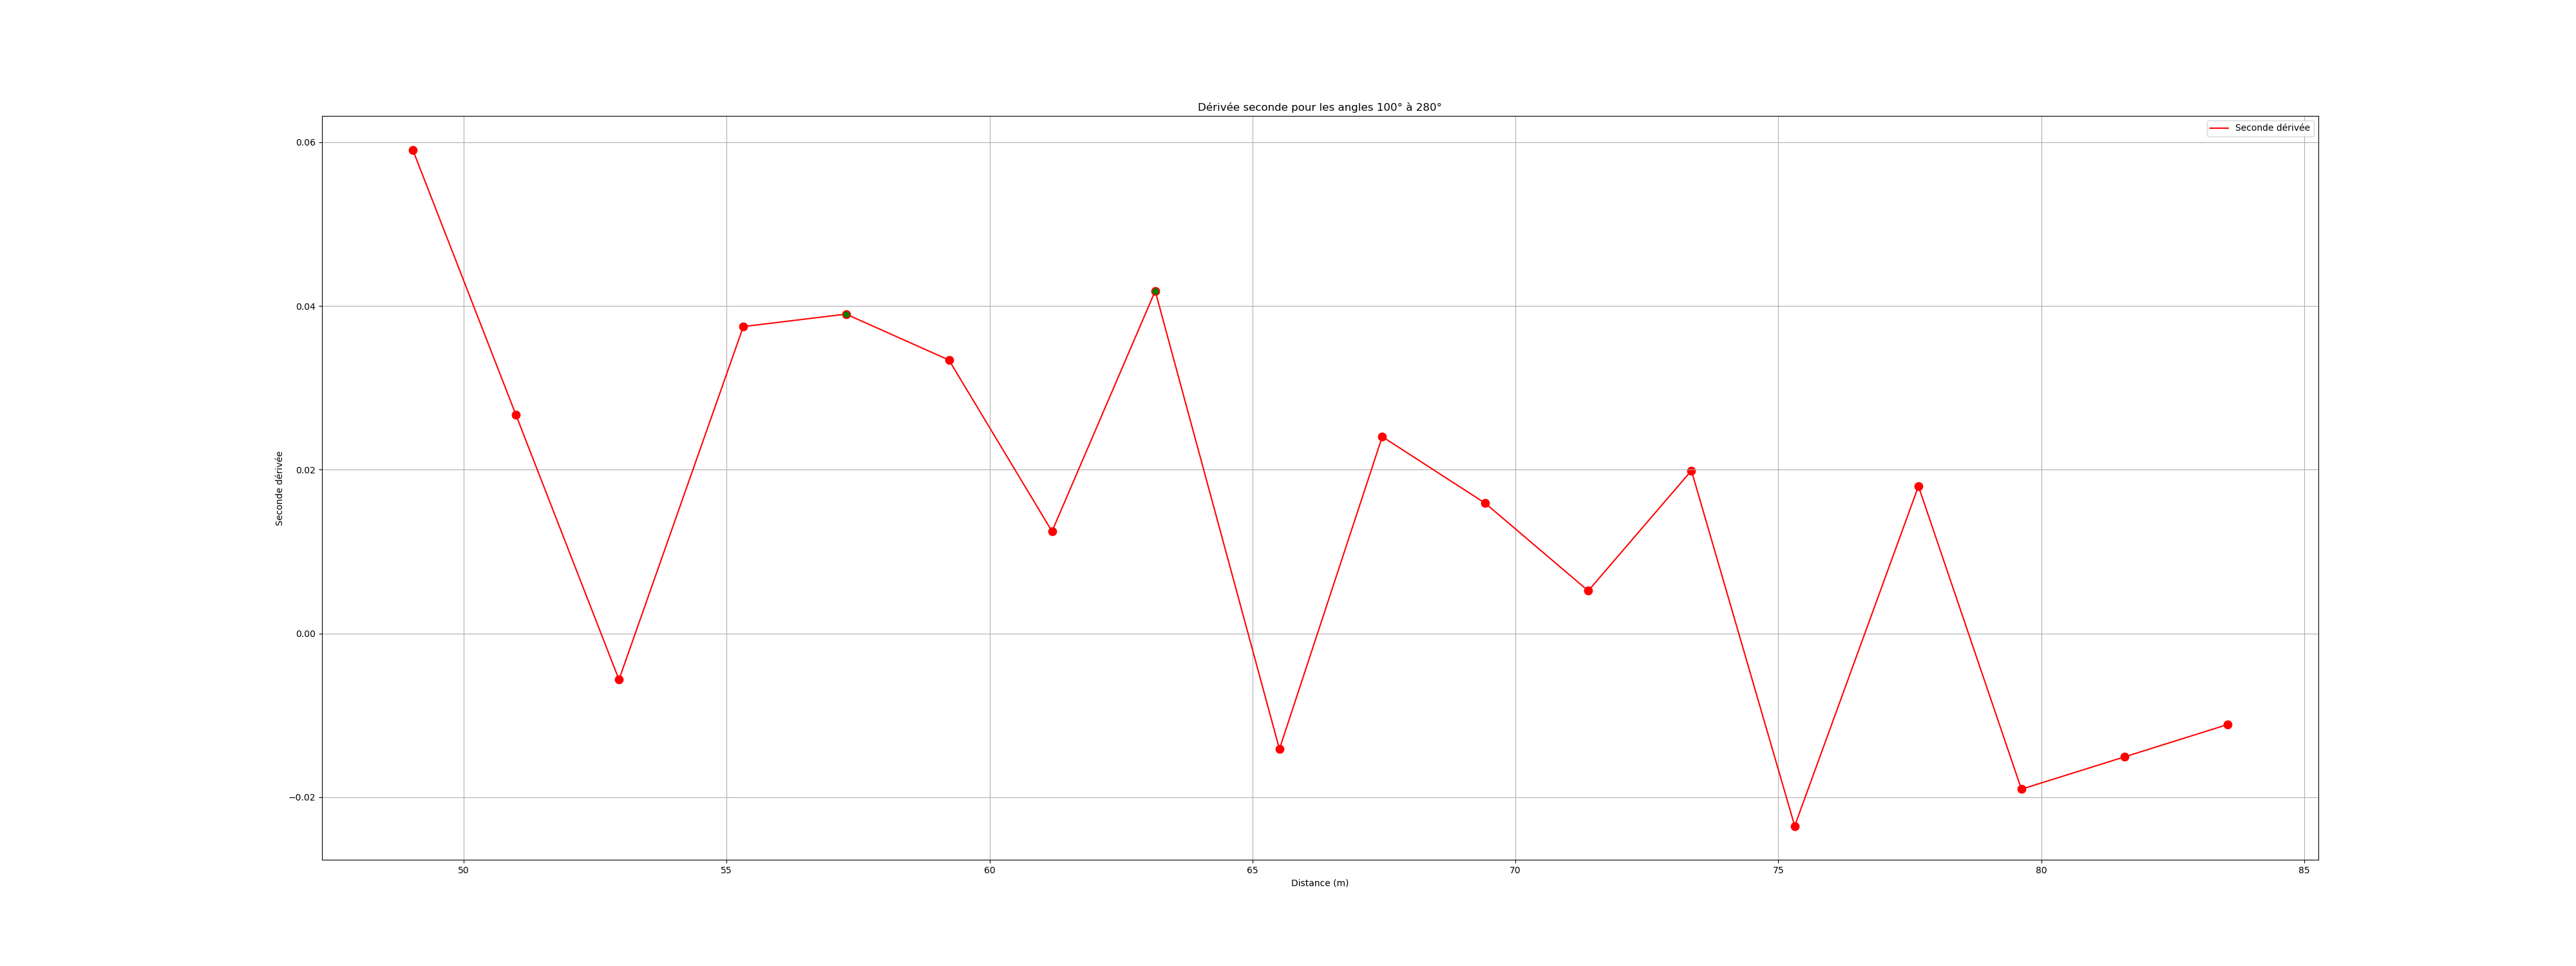 Dérivée seconde pour les angles 100° à 280°
Seconde dérivée
0.06
0.04
0.02
0.00
−0.02
Seconde dérivée
50 55 60 65 70 75 80 85
Distance (m)